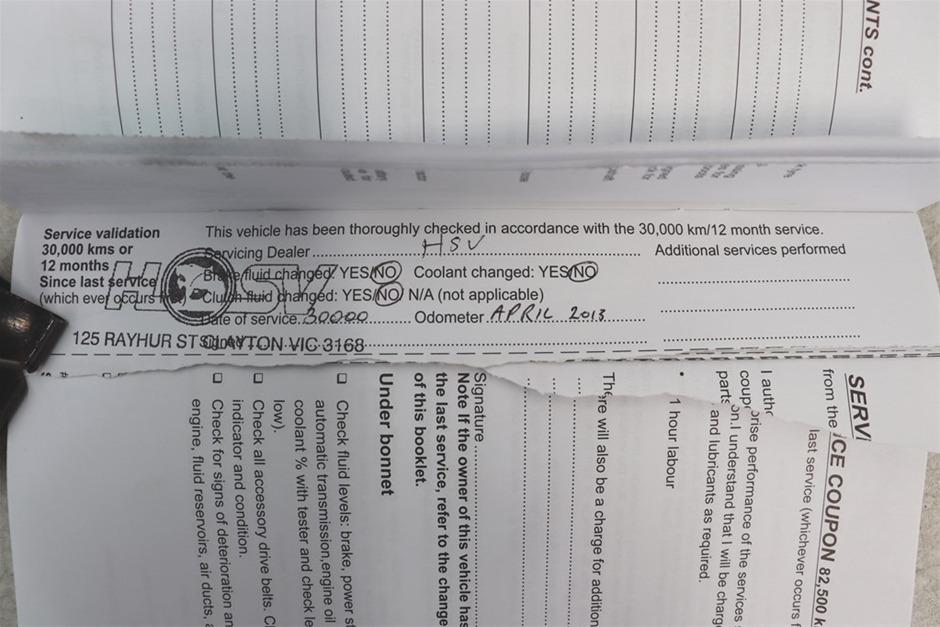 NTS cont.
Service validation
30,000 kms or
12 months
Since last service
(which ever occurs first)
This vehicle has been thoroughly checked in accordance with the 30,000 km/12 month service.
Servicing Dealer HSV
Additional services performed
Brake fluid changed: YES/NO Coolant changed: YES/NO
Clutch fluid changed: YES/NO N/A (not applicable)
Date of service 30000 Odometer APRIL 2013
HSV
125 RAYHUR ST CLAYTON VIC 3168
Signed
SERVICE COUPON 82,500 k
from the last service (whichever occurs f
I authorise performance of the services
coupon. I understand that I will be charge
parts and lubricants as required.
• 1 hour labour
There will also be a charge for addition
Signature
Note If the owner of this vehicle has
the last service, refer to the change
of this booklet.
Under bonnet
☐ Check fluid levels: brake, power st
automatic transmission, engine oil
coolant % with tester and check le
low).
☐ Check all accessory drive belts. C
indicator and condition.
☐ Check for signs of deterioration an
engine, fluid reservoirs, air ducts, a